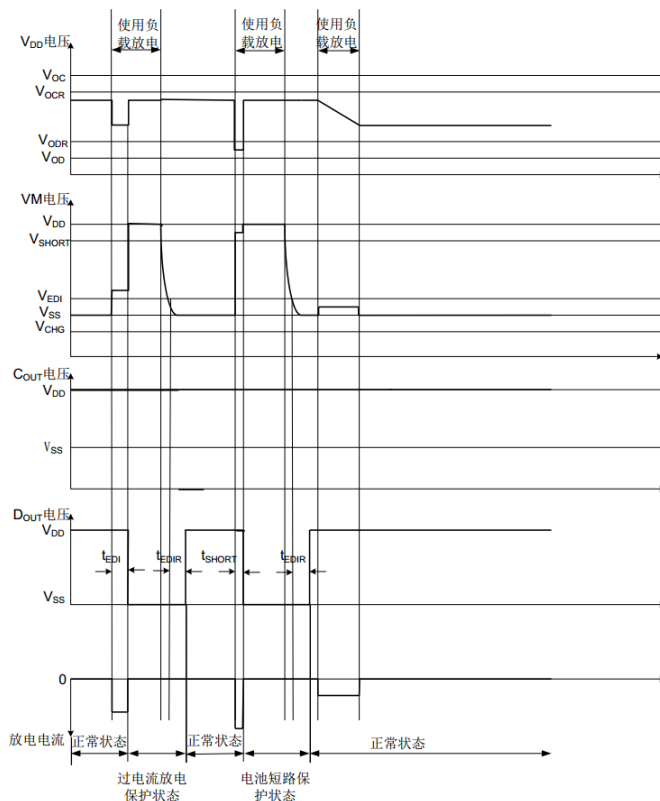 使用负
载放电
使用负
载放电
使用负
载放电
VDD电压
VOC
VOCR
VODR
VOD
VM电压
VDD
VSHORT
VEDI
VSS
VCHG
COUT电压
VDD
VSS
DOUT电压
VDD
tEDI
tEDIR
tSHORT
tEDIR
VSS
0
放电电流
正常状态
正常状态
正常状态
过电流放电
保护状态
电池短路保
护状态